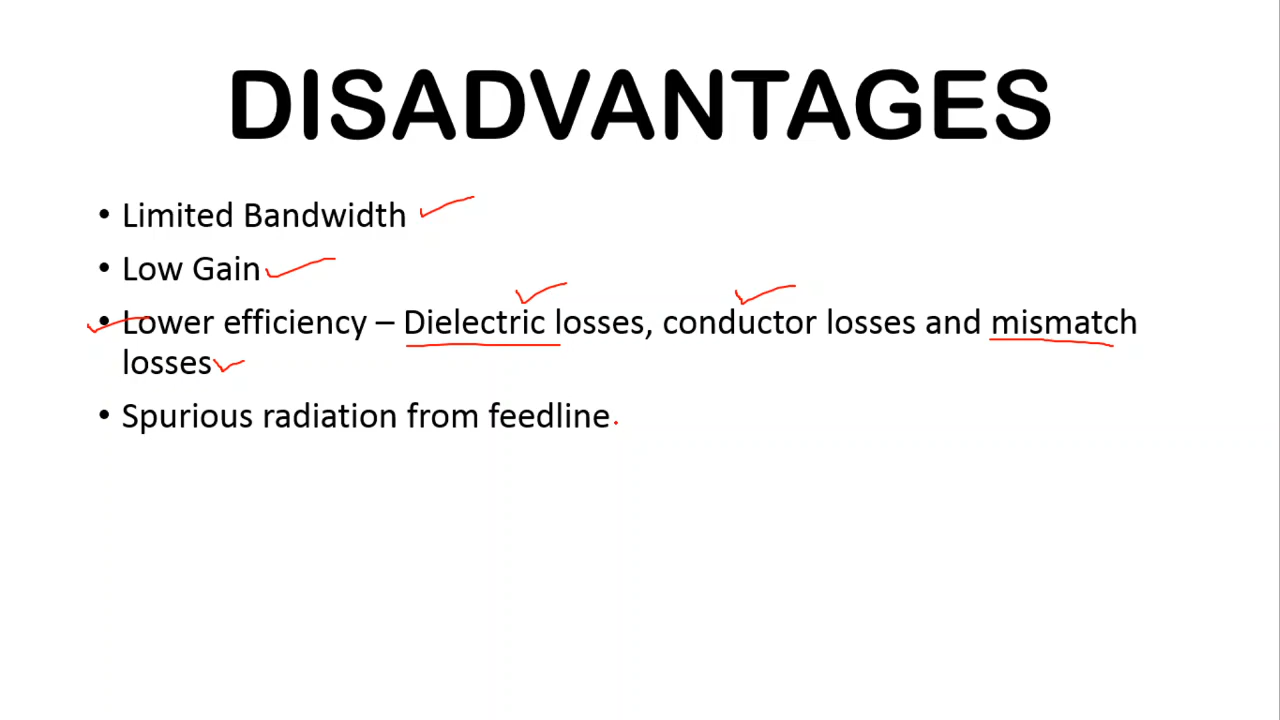 DISADVANTAGES
• Limited Bandwidth
• Low Gain
• Lower efficiency – Dielectric losses, conductor losses and mismatch
losses
• Spurious radiation from feedline